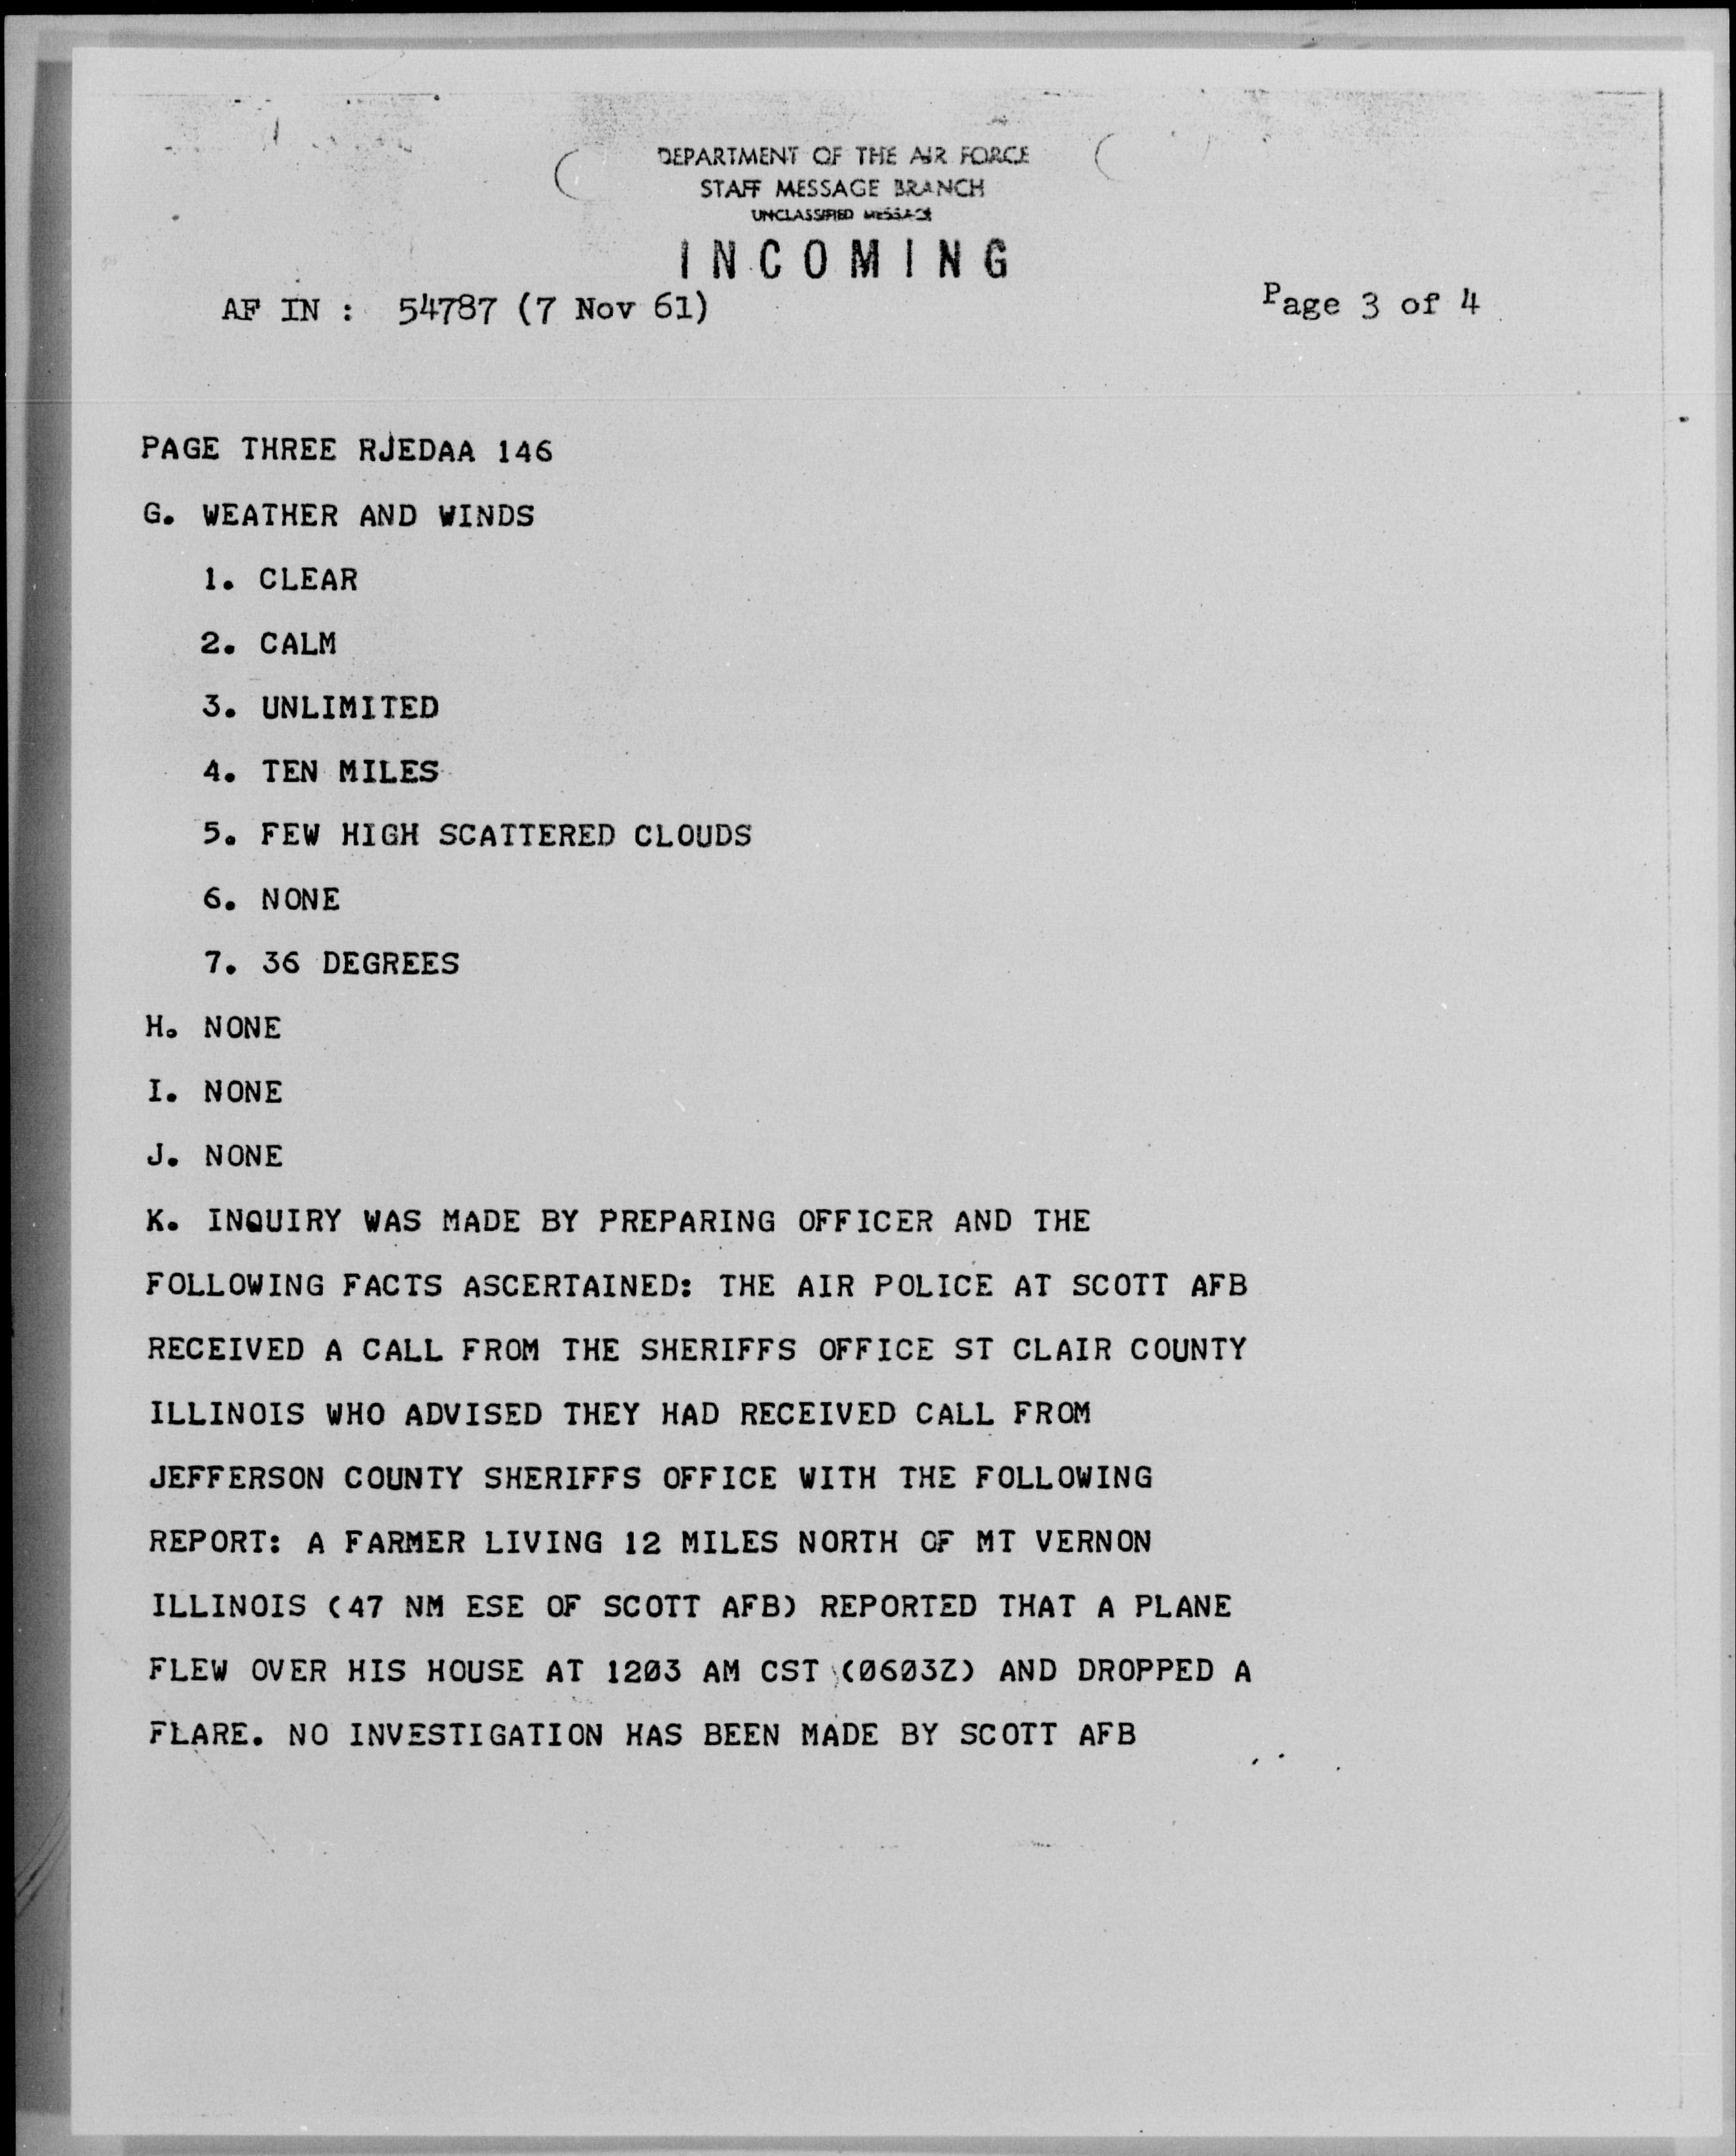 DEPARTMENT OF THE AIR FORCE
STAFF MESSAGE BRANCH
UNCLASSIFIED MESSAGE
INCOMING
AF IN : 54787 (7 Nov 61)
Page 3 of 4
PAGE THREE RJEDAA 146
G. WEATHER AND WINDS
1. CLEAR
2. CALM
3. UNLIMITED
4. TEN MILES
5. FEW HIGH SCATTERED CLOUDS
6. NONE
7. 36 DEGREES
H. NONE
I. NONE
J. NONE
K. INQUIRY WAS MADE BY PREPARING OFFICER AND THE
FOLLOWING FACTS ASCERTAINED: THE AIR POLICE AT SCOTT AFB
RECEIVED A CALL FROM THE SHERIFFS OFFICE ST CLAIR COUNTY
ILLINOIS WHO ADVISED THEY HAD RECEIVED CALL FROM
JEFFERSON COUNTY SHERIFFS OFFICE WITH THE FOLLOWING
REPORT: A FARMER LIVING 12 MILES NORTH OF MT VERNON
ILLINOIS (47 NM ESE OF SCOTT AFB) REPORTED THAT A PLANE
FLEW OVER HIS HOUSE AT 12Ø3 AM CST (Ø6Ø3Z) AND DROPPED A
FLARE. NO INVESTIGATION HAS BEEN MADE BY SCOTT AFB